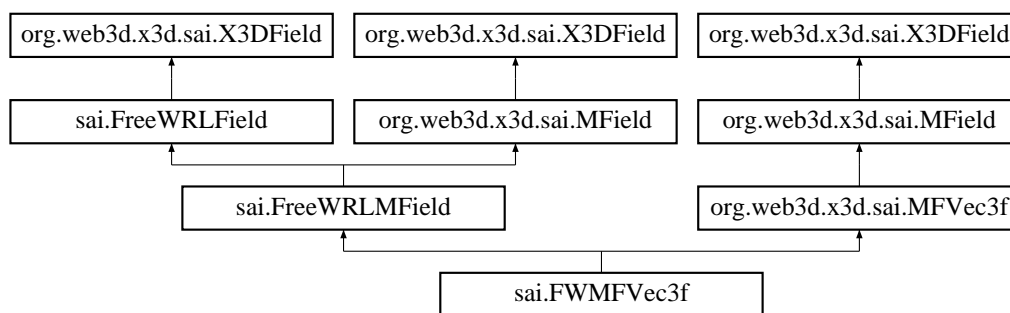 org.web3d.x3d.sai.X3DField org.web3d.x3d.sai.X3DField org.web3d.x3d.sai.X3DField
sai.FreeWRLField org.web3d.x3d.sai.MField org.web3d.x3d.sai.MField
sai.FreeWRLMField org.web3d.x3d.sai.MFVec3f
sai.FWMFVec3f